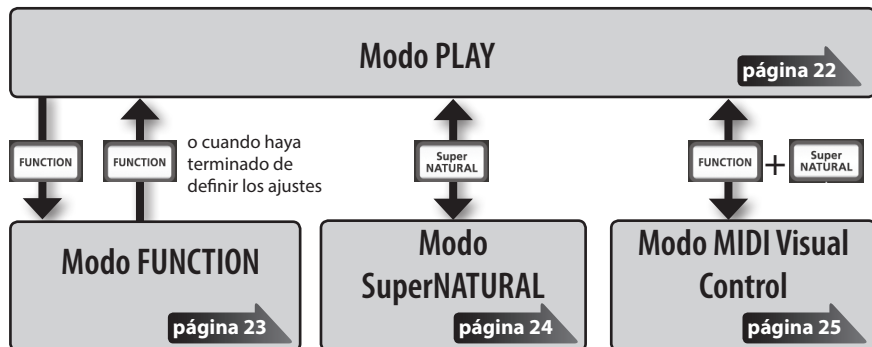 Modo PLAY
página 22
FUNCTION
FUNCTION
o cuando haya
terminado de
definir los ajustes
Super
NATURAL
FUNCTION
+
Super
NATURAL
Modo FUNCTION
página 23
Modo
SuperNATURAL
página 24
Modo MIDI Visual
Control
página 25